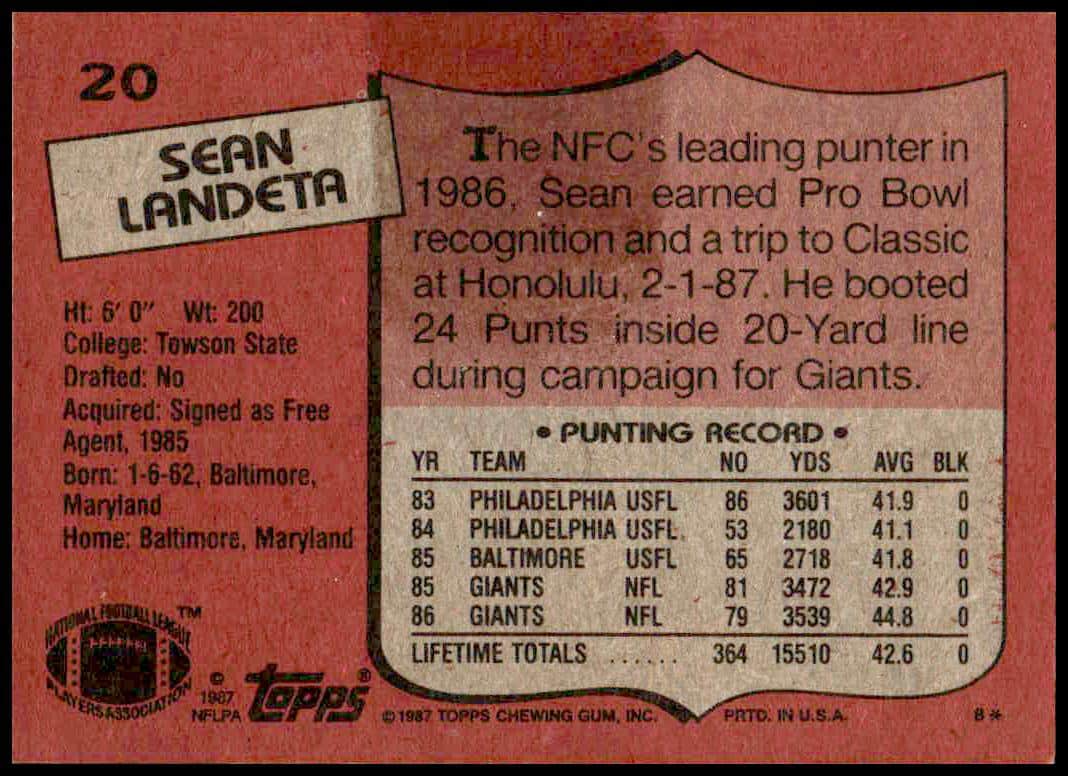 20
SEAN
LANDETA
Ht: 6' 0" Wt: 200
College: Towson State
Drafted: No
Acquired: Signed as Free
Agent, 1985
Born: 1-6-62, Baltimore,
Maryland
Home: Baltimore, Maryland
NATIONAL FOOTBALL LEAGUE ™
PLAYERS ASSOCIATION
©
1987
NFLPA
topps®
The NFC's leading punter in
1986, Sean earned Pro Bowl
recognition and a trip to Classic
at Honolulu, 2-1-87. He booted
24 Punts inside 20-Yard line
during campaign for Giants.
• PUNTING RECORD •
YR TEAM NO YDS AVG BLK
83 PHILADELPHIA USFL 86 3601 41.9 0
84 PHILADELPHIA USFL. 53 2180 41.1 0
85 BALTIMORE USFL 65 2718 41.8 0
85 GIANTS NFL 81 3472 42.9 0
86 GIANTS NFL 79 3539 44.8 0
LIFETIME TOTALS ...... 364 15510 42.6 0
© 1987 TOPPS CHEWING GUM, INC. PRTD. IN U.S.A. 8*